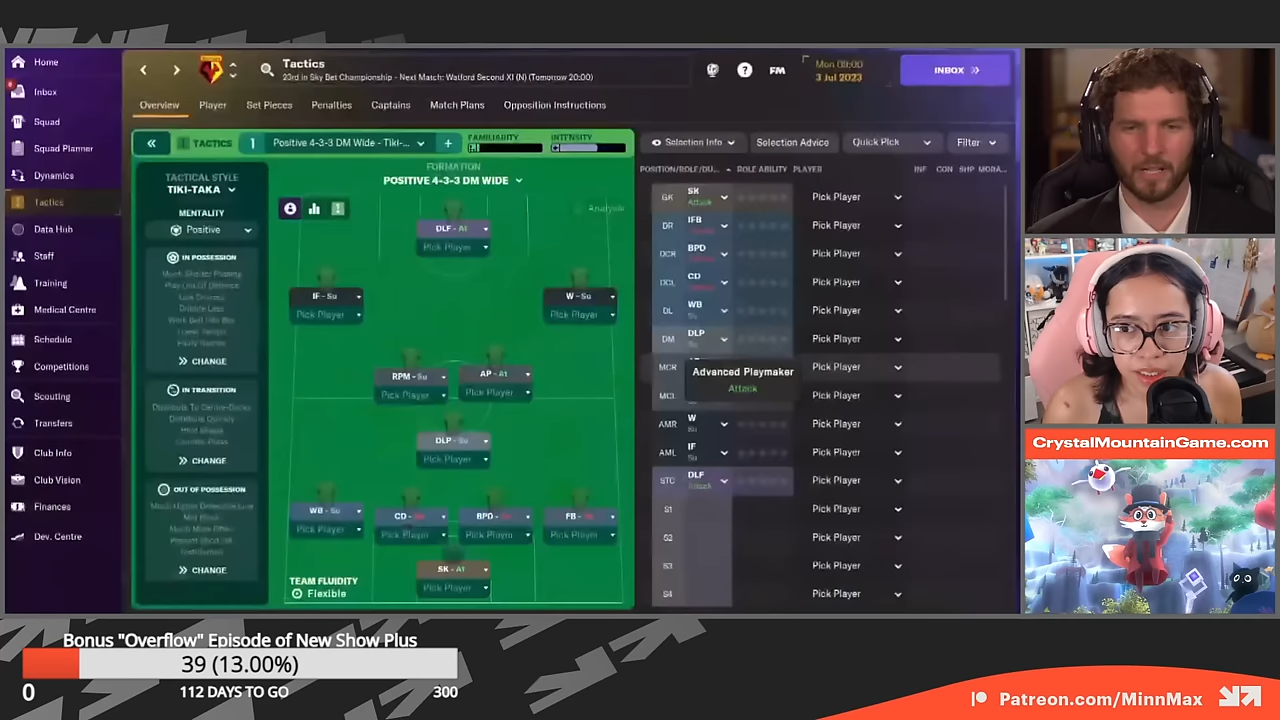 Home
Inbox
Squad
Squad Planner
Dynamics
Tactics
Data Hub
Staff
Training
Medical Centre
Schedule
Competitions
Scouting
Transfers
Club Info
Club Vision
Finances
Dev. Centre
Tactics
23rd in Sky Bet Championship - Next Match: Watford Second XI (N) (Tomorrow 20:00)
FM
Mon 09:00
3 Jul 2023
INBOX
Overview Player Set Pieces Penalties Captains Match Plans Opposition Instructions
TACTICS 1 Positive 4-3-3 DM Wide - Tiki-... +
FAMILIARITY INTENSITY
TACTICAL STYLE
TIKI-TAKA
MENTALITY
Positive
IN POSSESSION
Work Ball Into Box
CHANGE
IN TRANSITION
CHANGE
OUT OF POSSESSION
CHANGE
FORMATION
POSITIVE 4-3-3 DM WIDE
Analysis
DLF - At
Pick Player
IF - Su
Pick Player
W - Su
Pick Player
RPM - Su
Pick Player
AP - At
Pick Player
DLP - Su
Pick Player
WB - Su
Pick Player
CD -
Pick Player
BPD -
Pick Player
FB -
Pick Player
SK - At
Pick Player
TEAM FLUIDITY
Flexible
Selection Info Selection Advice Quick Pick Filter
POSITION/ROLE/DU... ROLE ABILITY PLAYER INF CON SHP MORA...
GK SK Attack Pick Player
DR IFB Pick Player
DCR BPD Pick Player
DCL CD Pick Player
DL WB Su Pick Player
DM DLP Su Pick Player
MCR Pick Player
Advanced Playmaker
Attack
MCL Pick Player
AMR W Su Pick Player
AML IF Su Pick Player
STC DLF Attack Pick Player
S1 Pick Player
S2 Pick Player
S3 Pick Player
S4 Pick Player
CrystalMountainGame.com
Bonus "Overflow" Episode of New Show Plus
39 (13.00%)
0 112 DAYS TO GO 300
Patreon.com/MinnMax